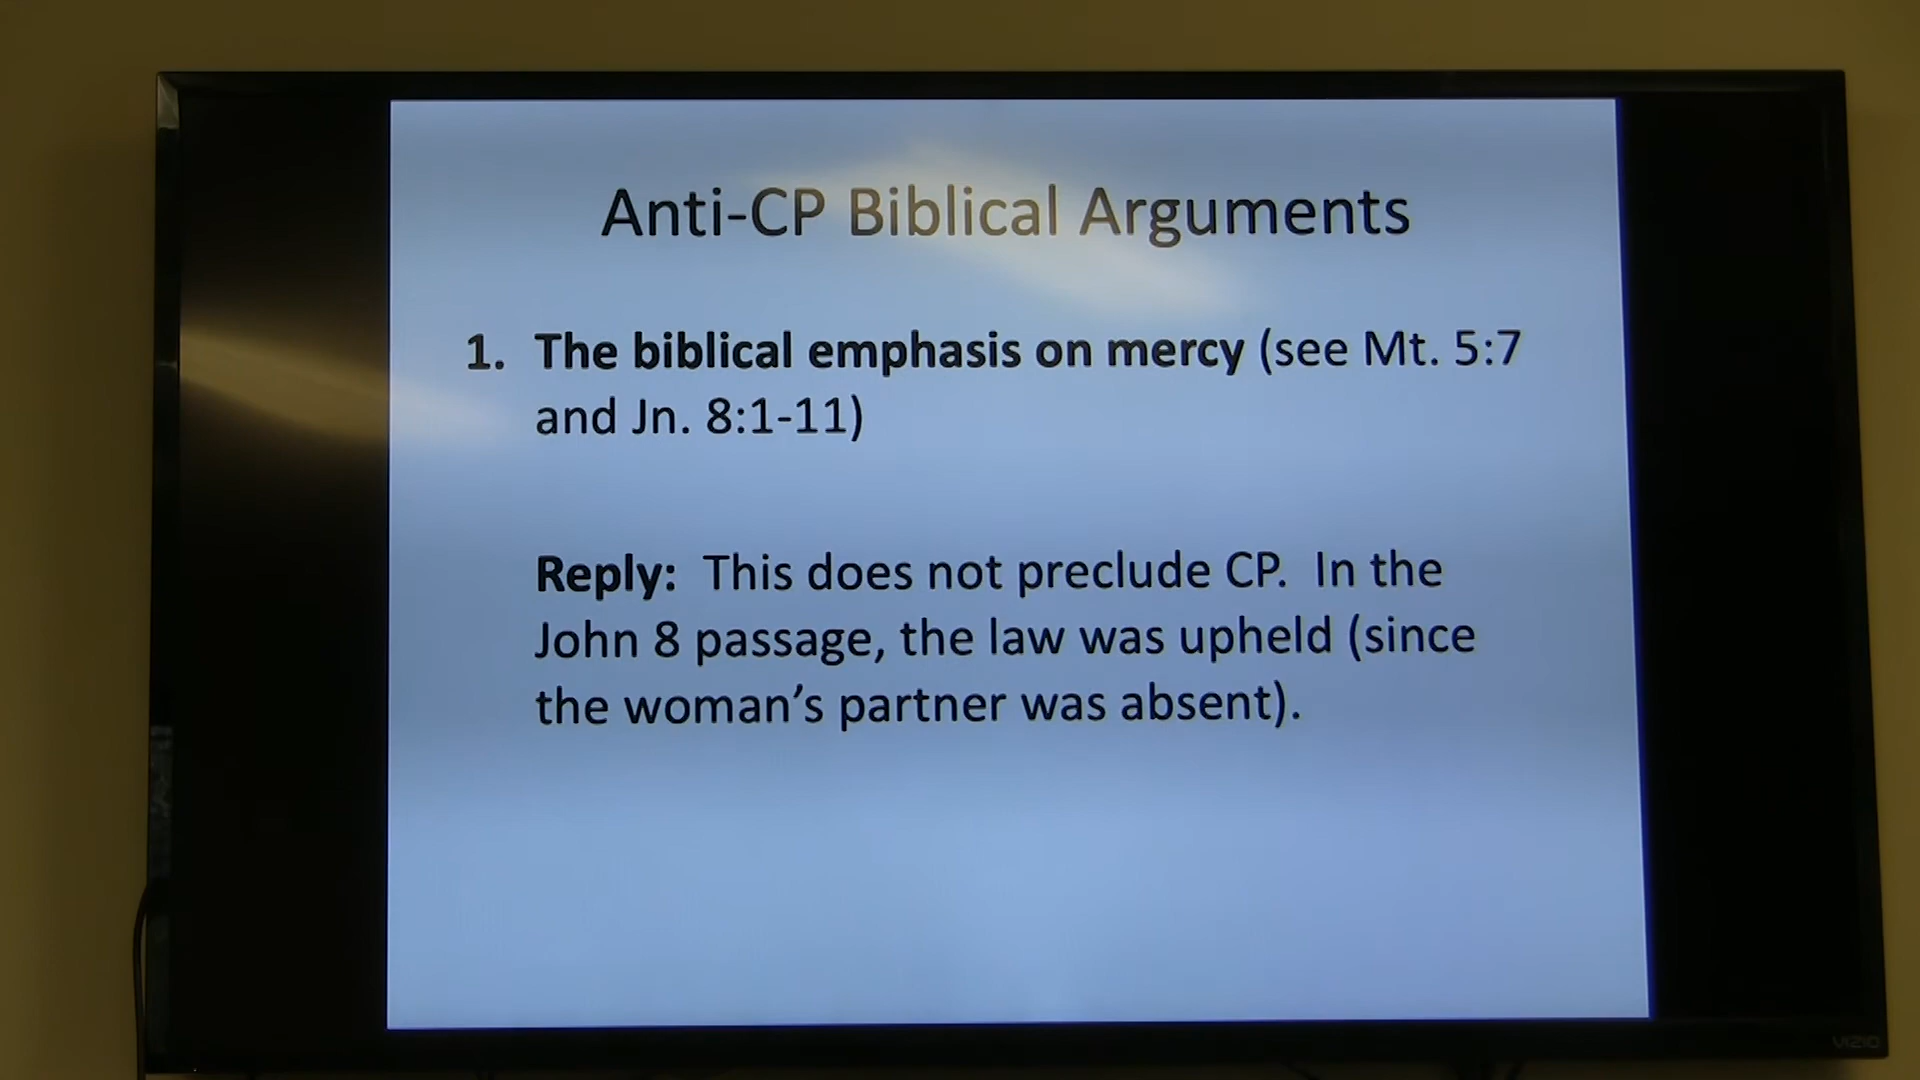 Anti-CP Biblical Arguments
1. The biblical emphasis on mercy (see Mt. 5:7
and Jn. 8:1-11)
Reply: This does not preclude CP. In the
John 8 passage, the law was upheld (since
the woman’s partner was absent).
VIZIO